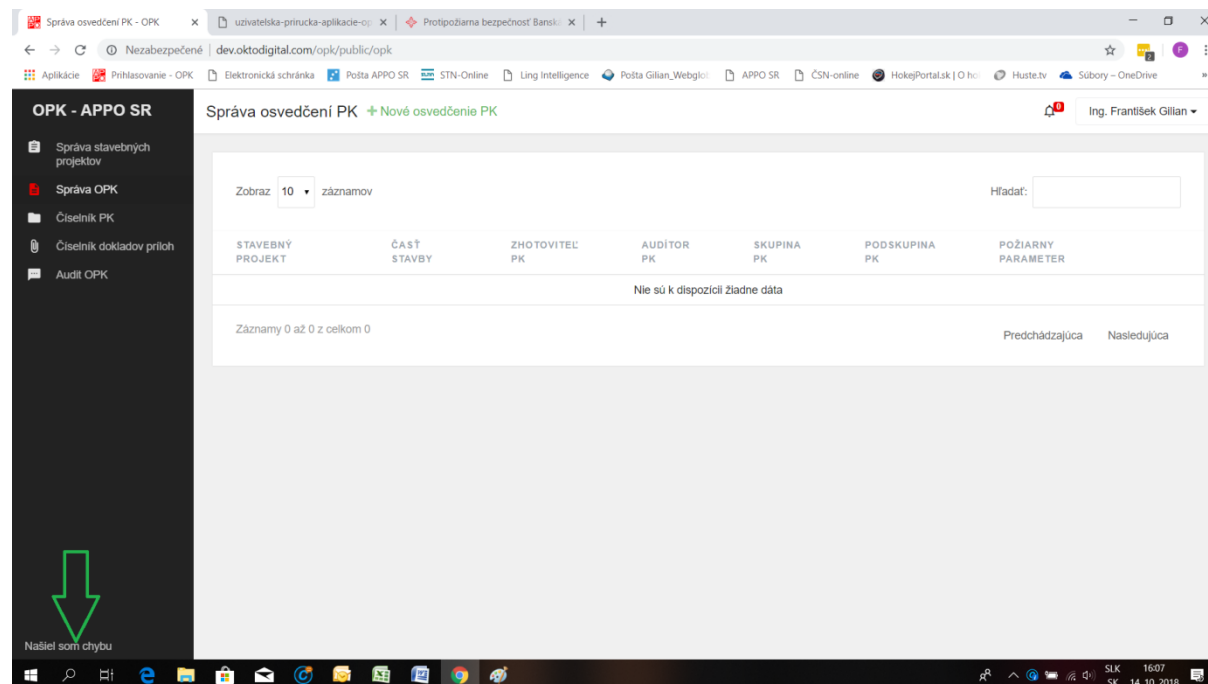 Správa osvedčení PK - OPK
uzivatelska-prirucka-aplikacie-op
Protipožiarna bezpečnosť Banská
Nezabezpečené | dev.oktodigital.com/opk/public/opk
Aplikácie Prihlasovanie - OPK Elektronická schránka Pošta APPO SR STN-Online Ling Intelligence Pošta Gilian_Webglob APPO SR ČSN-online HokejPortal.sk | O ho Huste.tv Súbory – OneDrive »
OPK - APPO SR
Správa osvedčení PK + Nové osvedčenie PK
0
Ing. František Gilian
Správa stavebných
projektov
Správa OPK
Číselník PK
Číselník dokladov príloh
Audit OPK
Zobraz 10 záznamov
Hľadať:
STAVEBNÝ
PROJEKT
ČASŤ
STAVBY
ZHOTOVITEĽ
PK
AUDÍTOR
PK
SKUPINA
PK
PODSKUPINA
PK
POŽIARNY
PARAMETER
Nie sú k dispozícii žiadne dáta
Záznamy 0 až 0 z celkom 0
Predchádzajúca Nasledujúca
Našiel som chybu
SLK 16:07
SK 14. 10. 2018